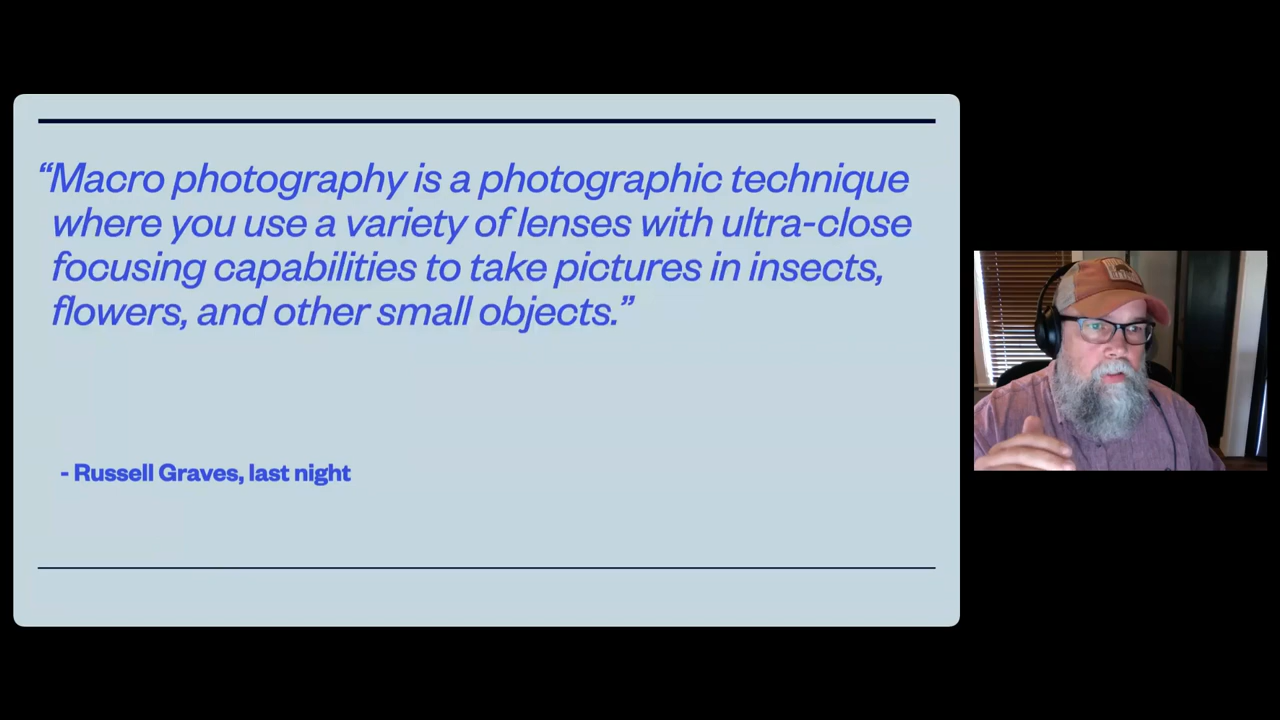 “Macro photography is a photographic technique
where you use a variety of lenses with ultra-close
focusing capabilities to take pictures in insects,
flowers, and other small objects.”
- Russell Graves, last night